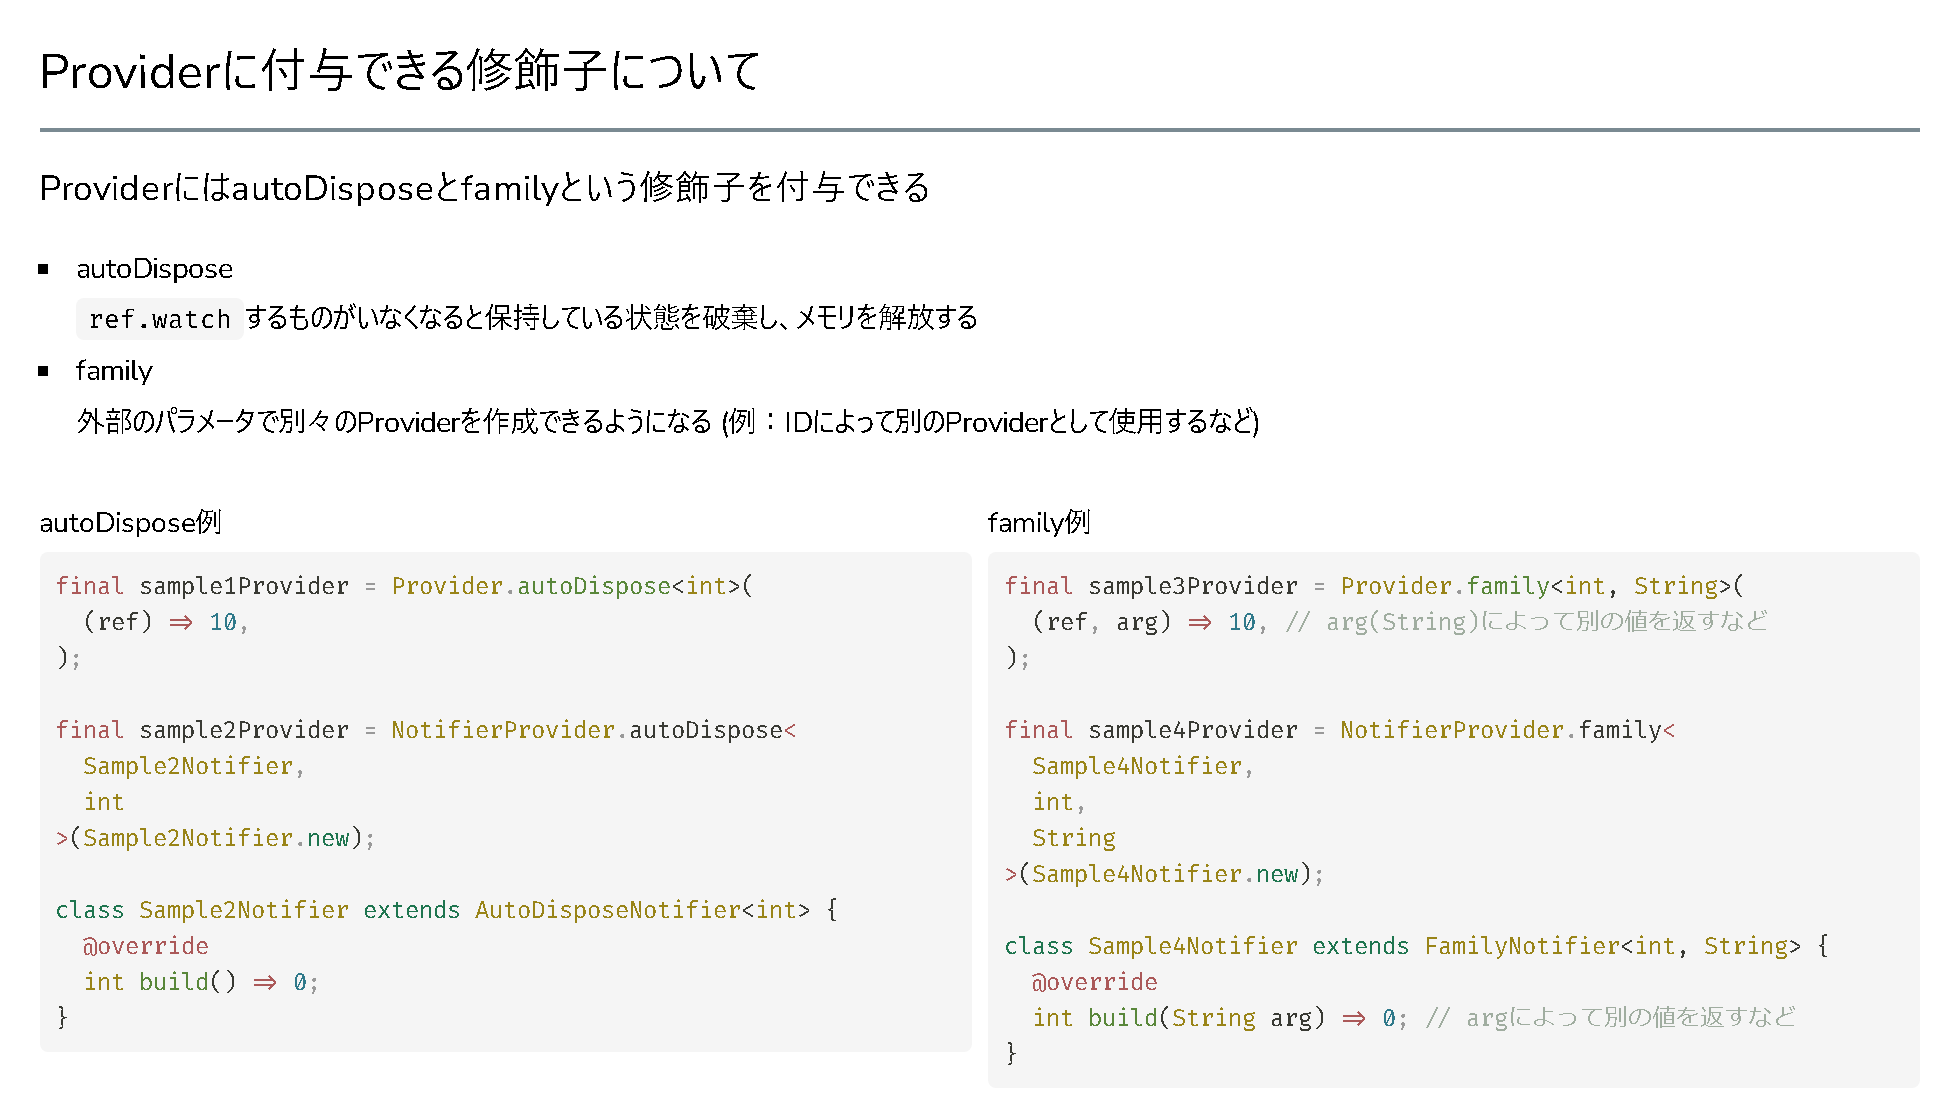 Providerに付与できる修飾子について
ProviderにはautoDisposeとfamilyという修飾子を付与できる
autoDispose
ref.watch するものがいなくなると保持している状態を破棄し、メモリを解放する
family
外部のパラメータで別々のProviderを作成できるようになる (例：IDによって別のProviderとして使用するなど)
autoDispose例
final sample1Provider = Provider.autoDispose<int>(
  (ref) => 10,
);
final sample2Provider = NotifierProvider.autoDispose<
  Sample2Notifier,
  int
>(Sample2Notifier.new);
class Sample2Notifier extends AutoDisposeNotifier<int> {
  @override
  int build() => 0;
}
family例
final sample3Provider = Provider.family<int, String>(
  (ref, arg) => 10, // arg(String)によって別の値を返すなど
);
final sample4Provider = NotifierProvider.family<
  Sample4Notifier,
  int,
  String
>(Sample4Notifier.new);
class Sample4Notifier extends FamilyNotifier<int, String> {
  @override
  int build(String arg) => 0; // argによって別の値を返すなど
}